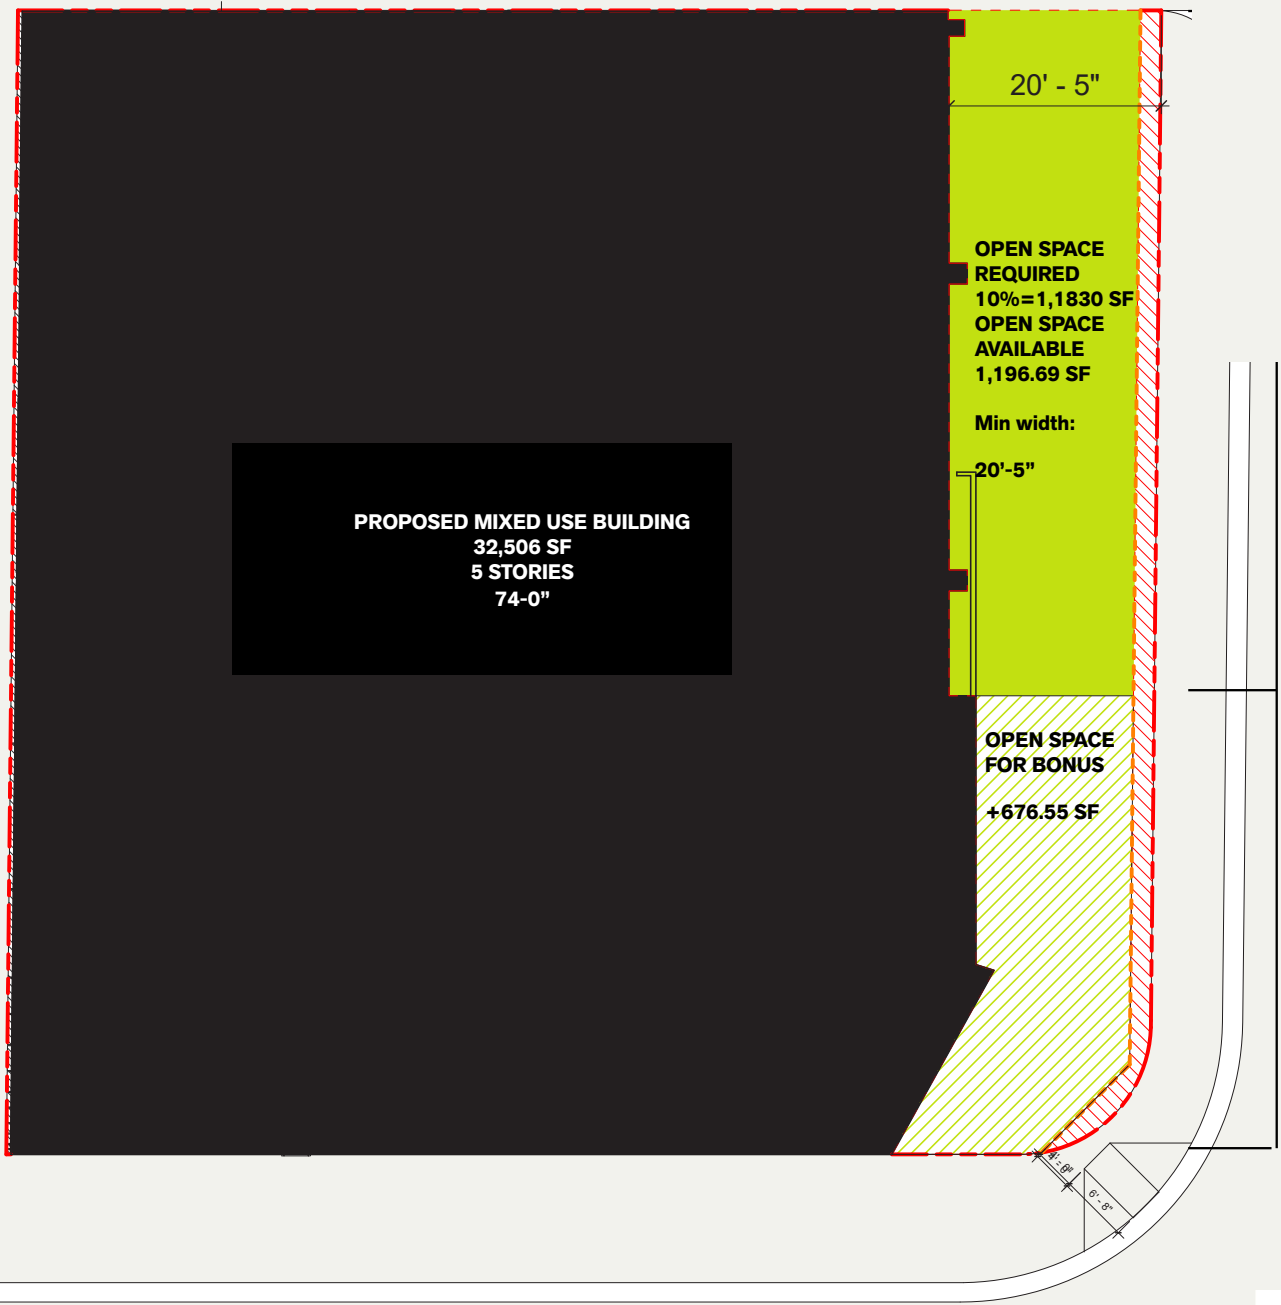 20' - 5"
OPEN SPACE
REQUIRED
10%=1,1830 SF
OPEN SPACE
AVAILABLE
1,196.69 SF
Min width:
20'-5”
PROPOSED MIXED USE BUILDING
32,506 SF
5 STORIES
74-0”
OPEN SPACE
FOR BONUS
+676.55 SF
6' - 8"